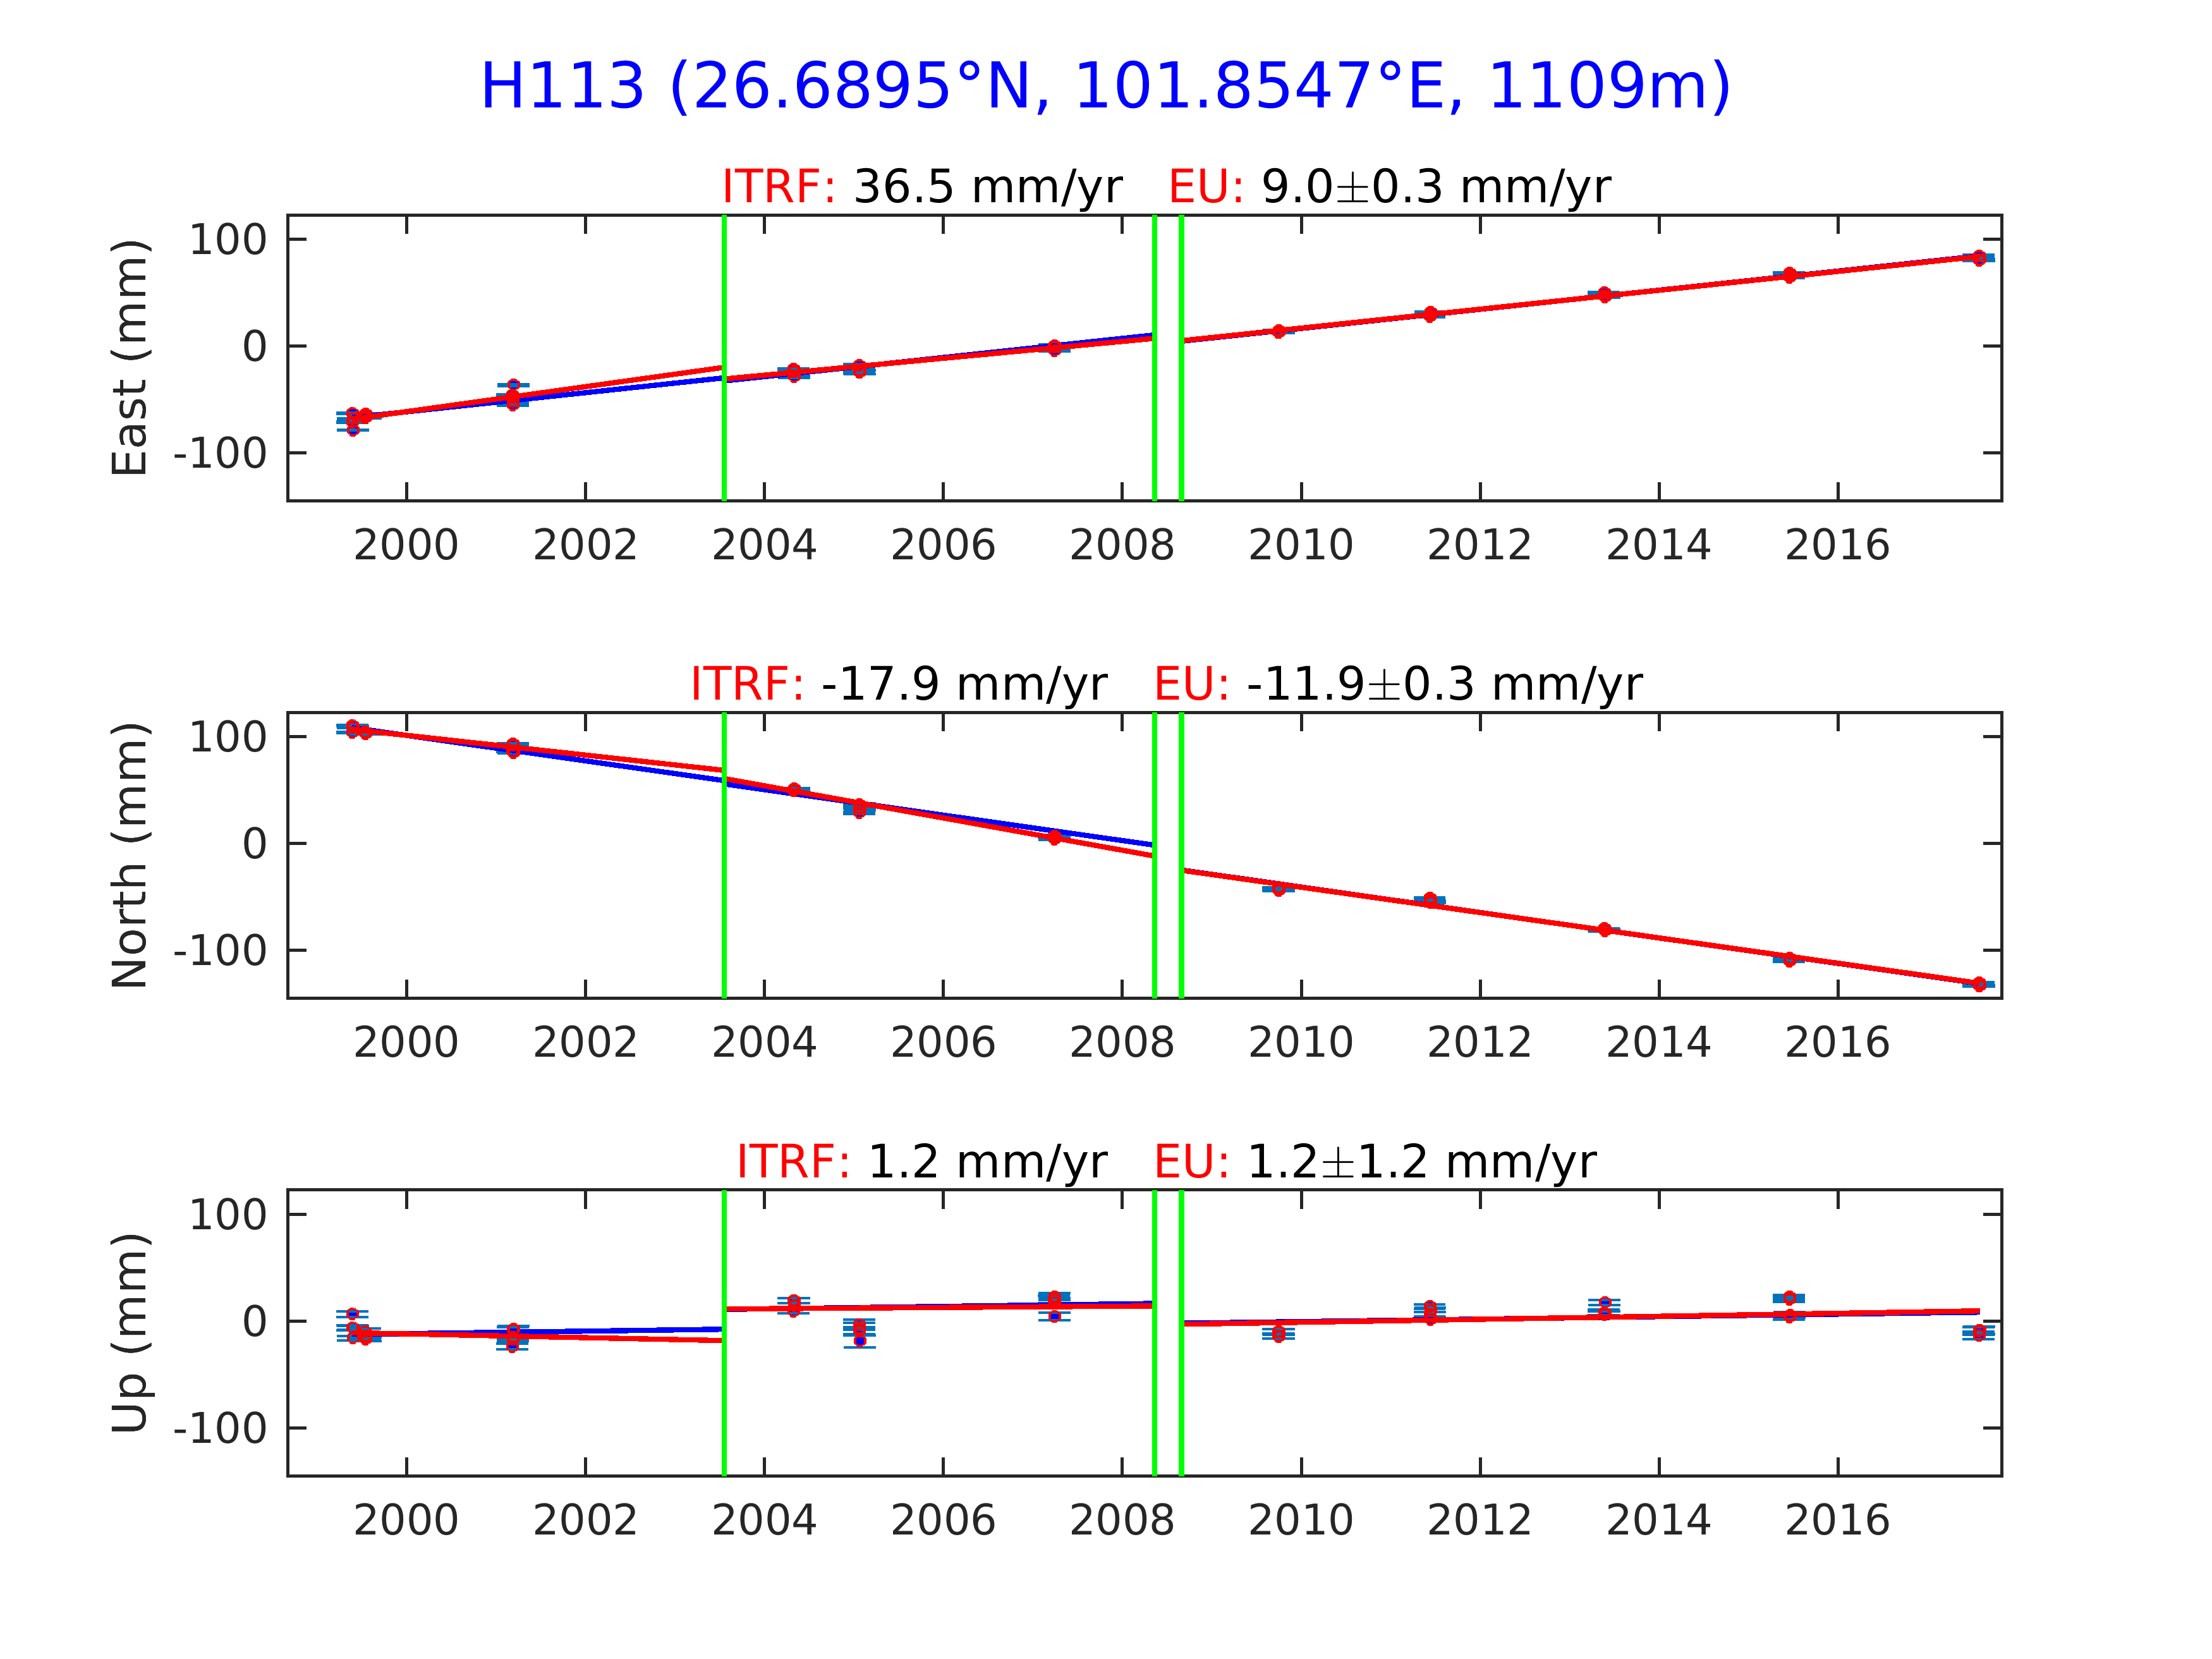 H113 (26.6895°N, 101.8547°E, 1109m)
ITRF: 36.5 mm/yr EU: 9.0±0.3 mm/yr
East (mm)
100
0
-100
2000 2002 2004 2006 2008 2010 2012 2014 2016
ITRF: -17.9 mm/yr EU: -11.9±0.3 mm/yr
North (mm)
100
0
-100
2000 2002 2004 2006 2008 2010 2012 2014 2016
ITRF: 1.2 mm/yr EU: 1.2±1.2 mm/yr
Up (mm)
100
0
-100
2000 2002 2004 2006 2008 2010 2012 2014 2016